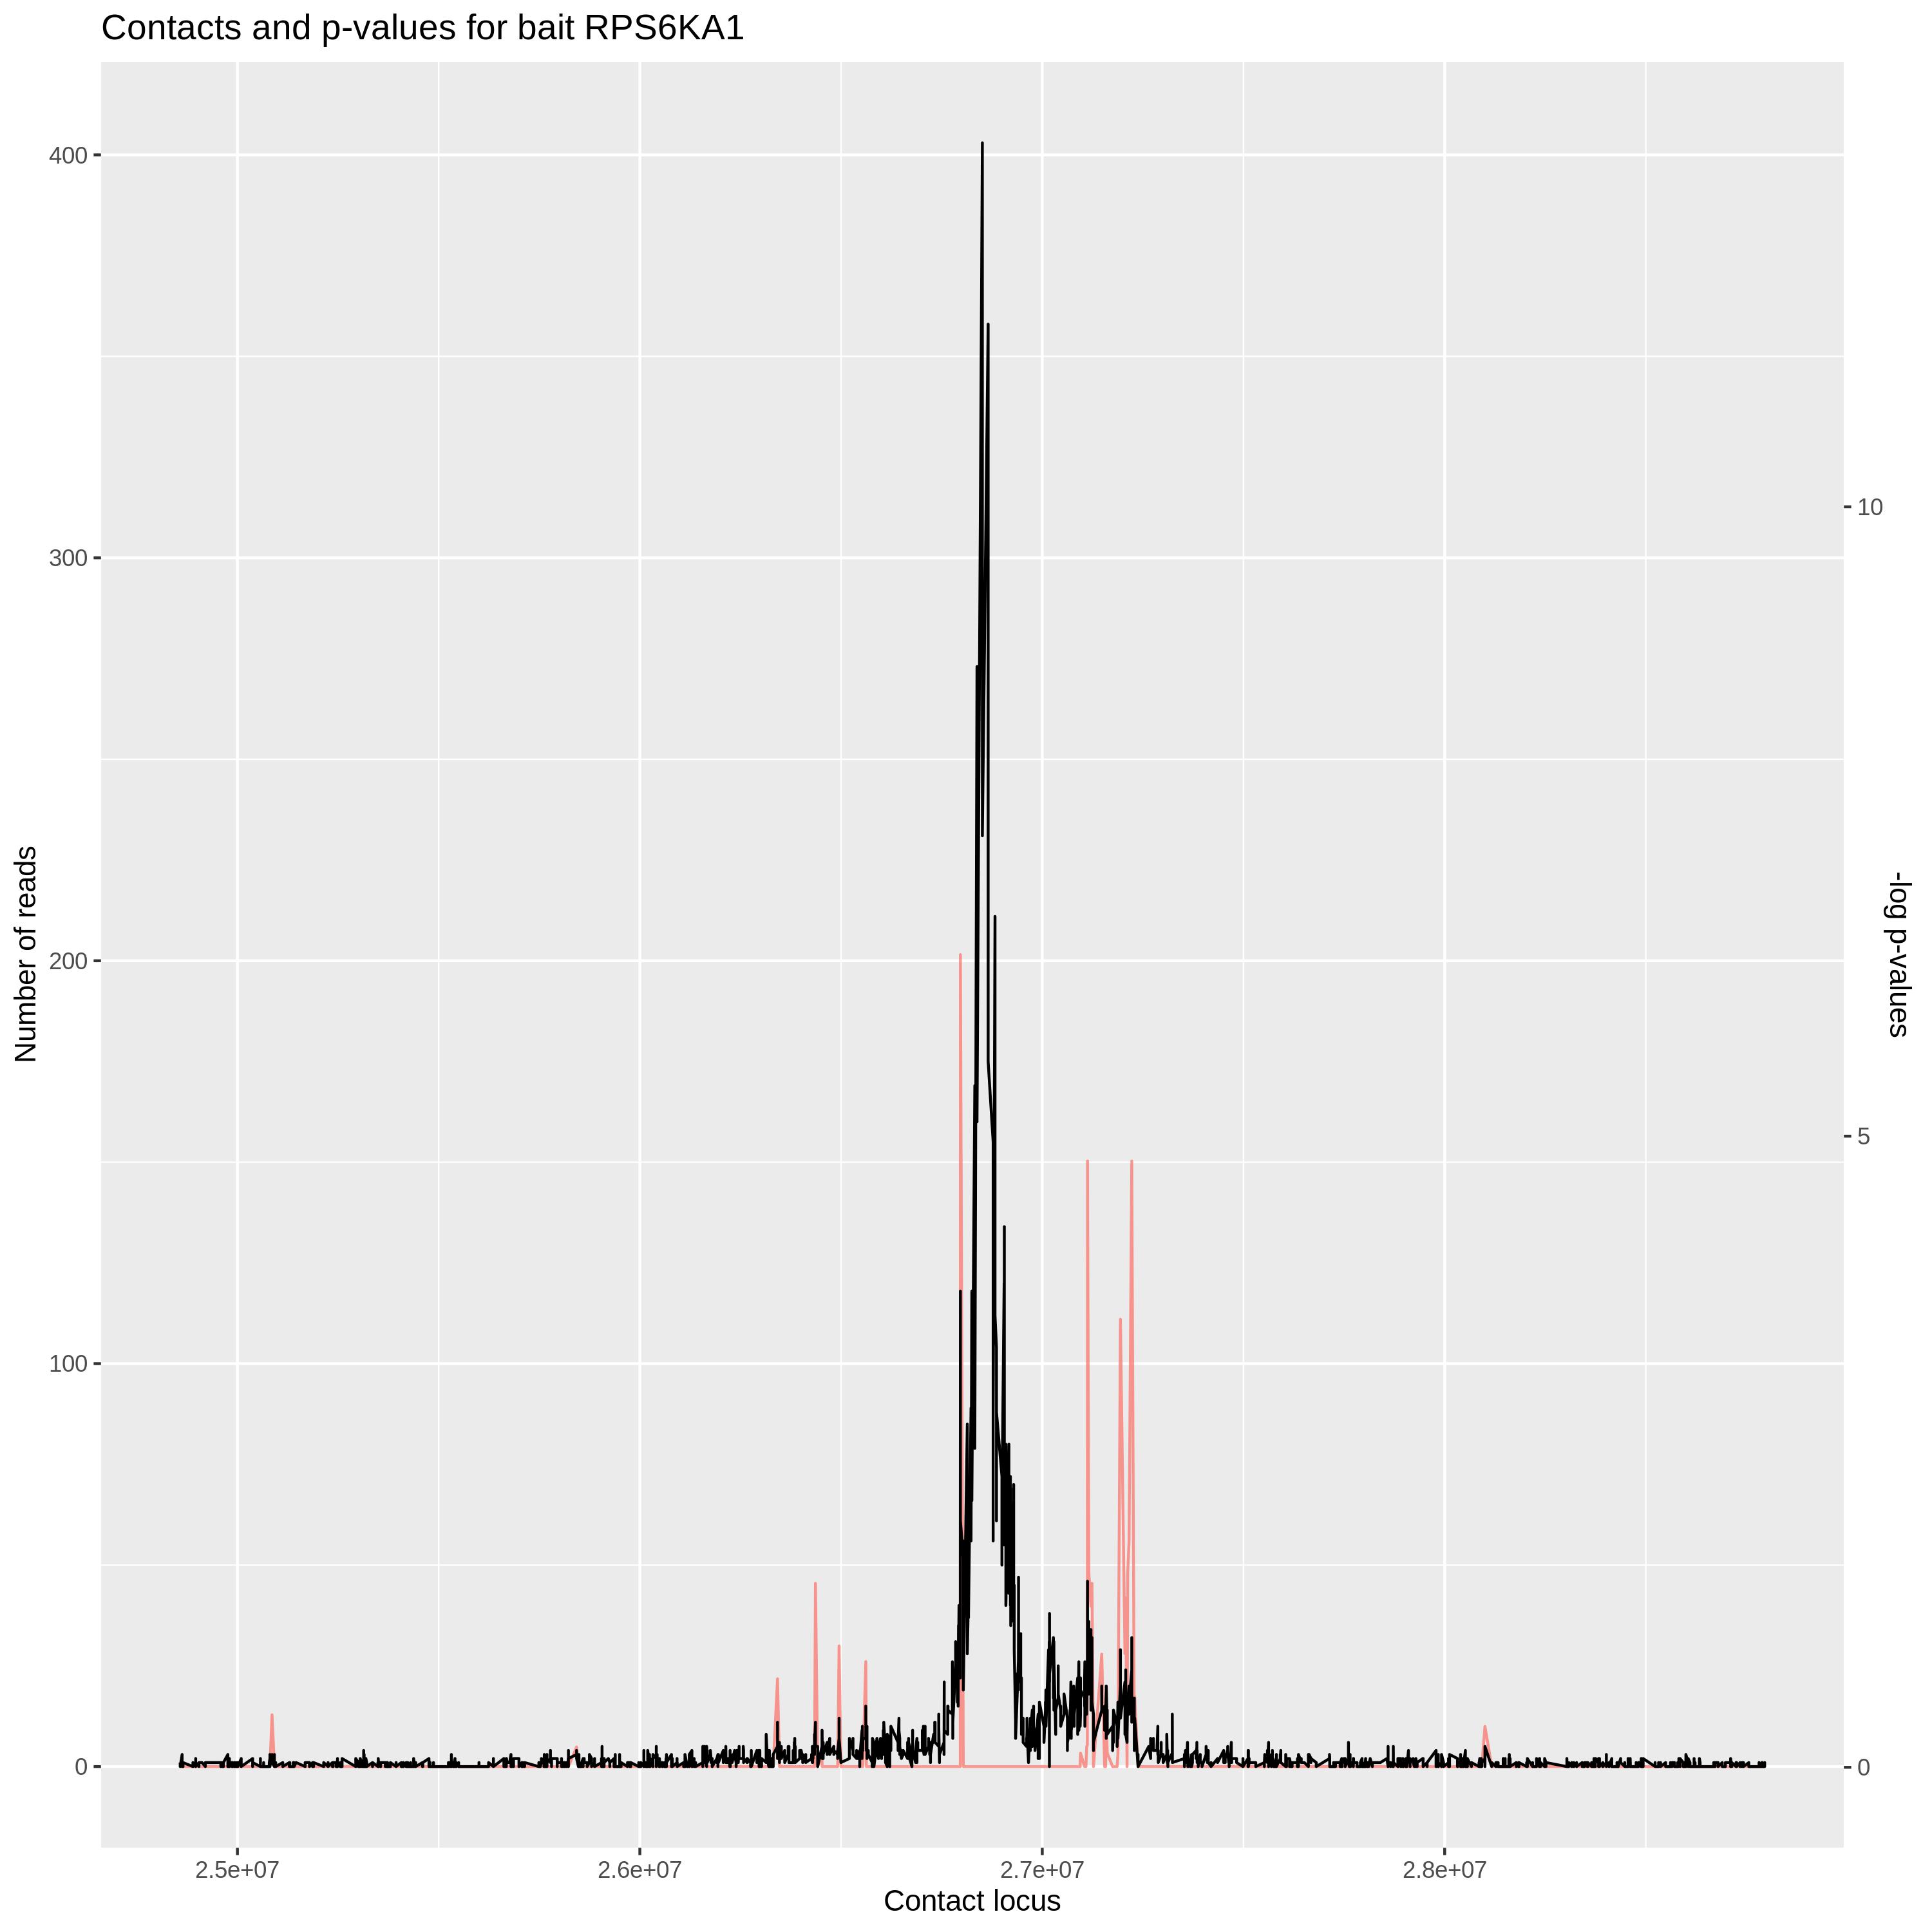 Contacts and p-values for bait RPS6KA1
400
300
200
100
0
Number of reads
10
5
0
-log p-values
2.5e+07
2.6e+07
2.7e+07
2.8e+07
Contact locus